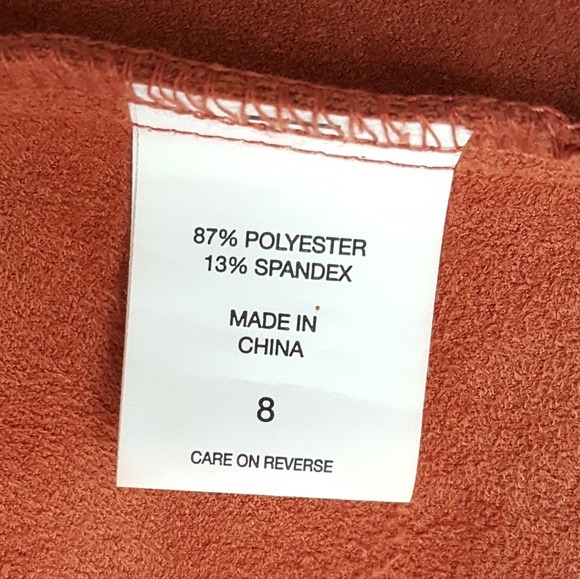 87% POLYESTER
13% SPANDEX
MADE IN
CHINA
8
CARE ON REVERSE